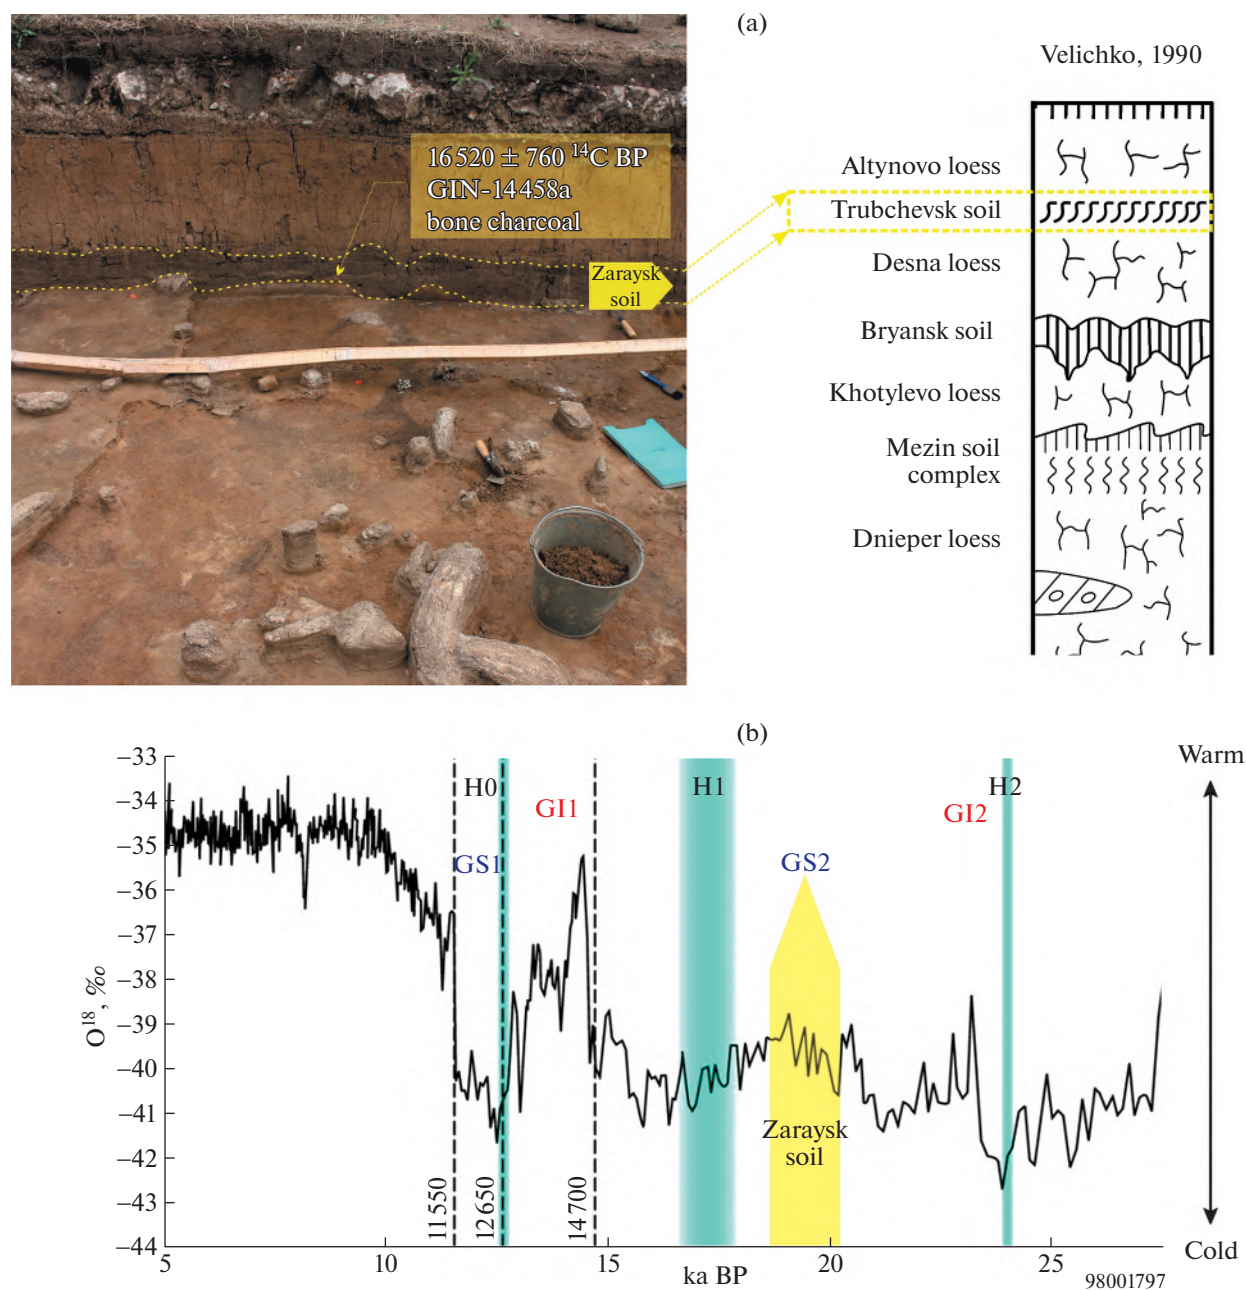 (a)
Velichko, 1990
16 520 ± 760 ¹⁴C BP
GIN-14458a
bone charcoal
Zaraysk
soil
Altynovo loess
Trubchevsk soil
Desna loess
Bryansk soil
Khotylevo loess
Mezin soil
complex
Dnieper loess
(b)
−33
−34
−35
−36
−37
−38
−39
−40
−41
−42
−43
−44
O¹⁸, ‰
H0
H1
H2
GI1
GI2
GS1
GS2
Zaraysk
soil
11 550
12 650
14 700
Warm
Cold
5
10
15
20
25
ka BP
98001797